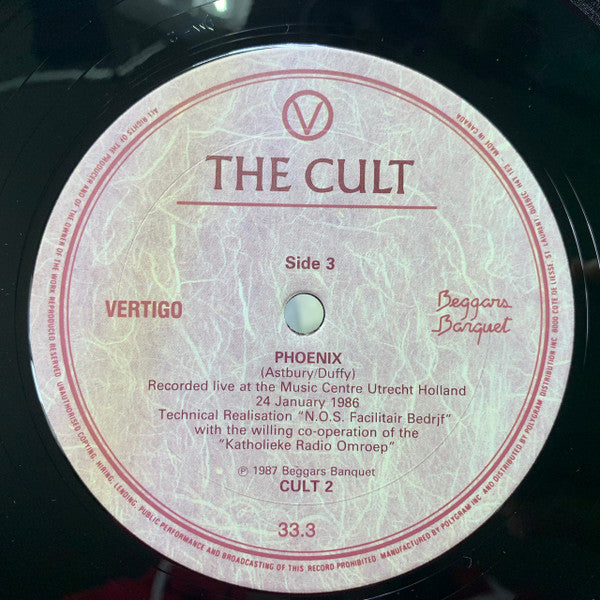 V
THE CULT
Side 3
VERTIGO
Beggars
Banquet
PHOENIX
(Astbury/Duffy)
Recorded live at the Music Centre Utrecht Holland
24 January 1986
Technical Realisation "N.O.S. Facilitair Bedrjf"
with the willing co-operation of the
"Katholieke Radio Omroep"
℗ 1987 Beggars Banquet
CULT 2
33.3
ALL RIGHTS OF THE PRODUCER AND OF THE OWNER OF THE WORK REPRODUCED RESERVED. UNAUTHORISED COPYING, HIRING, LENDING, PUBLIC PERFORMANCE AND BROADCASTING OF THIS RECORD PROHIBITED. MANUFACTURED BY POLYGRAM INC AND DISTRIBUTED BY POLYGRAM DISTRIBUTION INC 8000 COTE DE LIESSE, ST LAURENT, QUEBEC, H4T 1E3 MADE IN CANADA